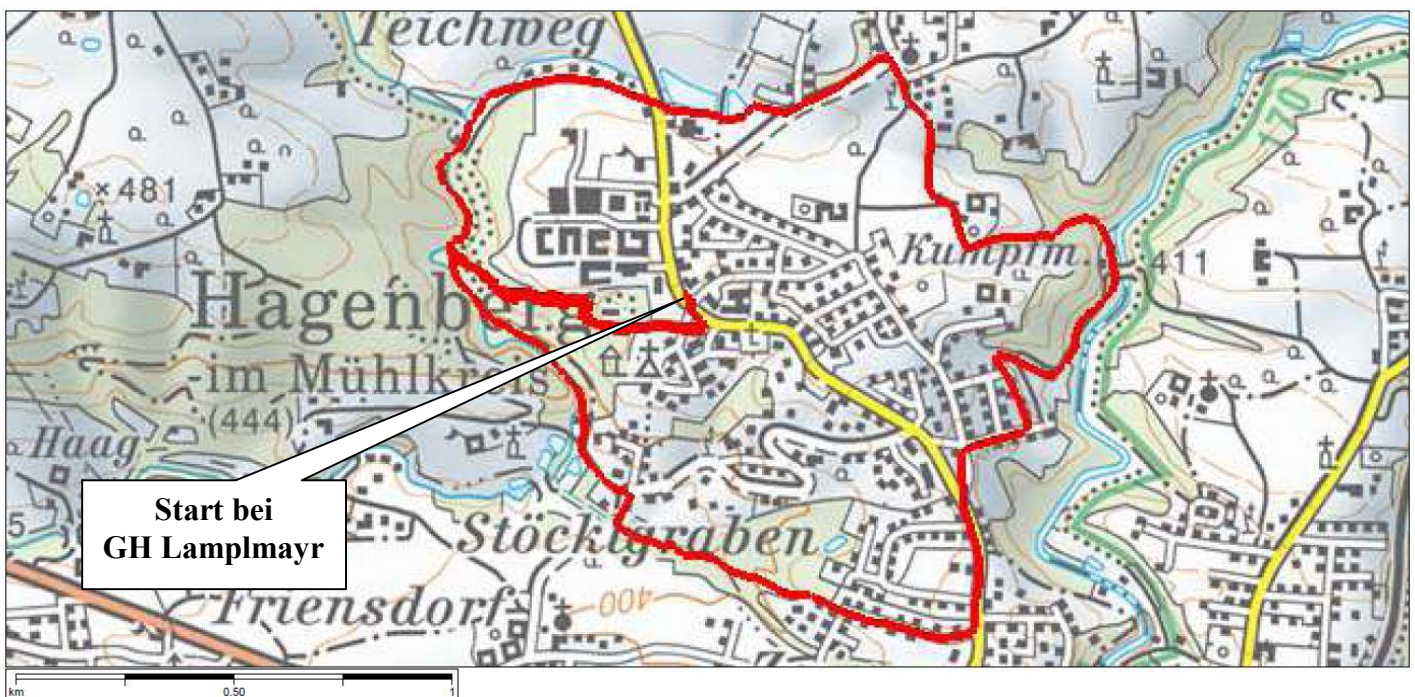 Teichweg
× 481
170
Kumpfm.
411
Hagenberg
im Mühlkreis
(444)
Haag
5
Start bei
GH Lamplmayr
Stöcklgraben
Friensdorf
400
km 0.50 1